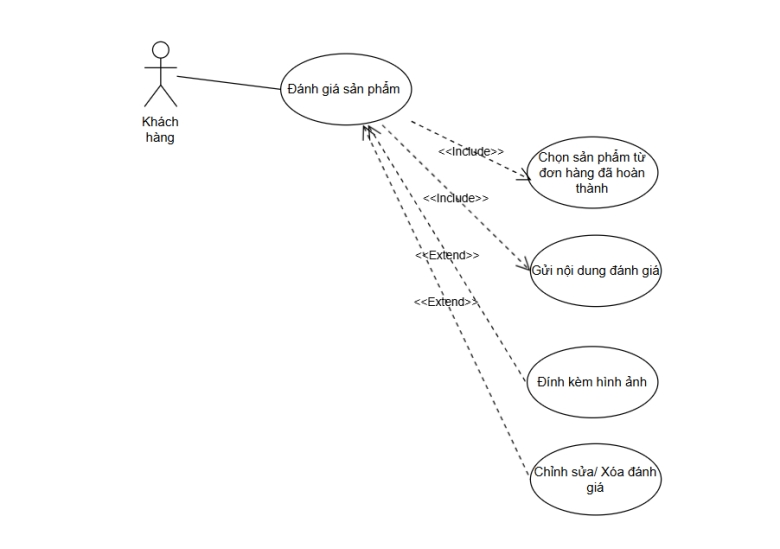 Đánh giá sản phẩm
Khách
hàng
<<Include>>
Chọn sản phẩm từ
đơn hàng đã hoàn
thành
<<Include>>
<<Extend>>
Gửi nội dung đánh giá
<<Extend>>
Đính kèm hình ảnh
Chỉnh sửa/ Xóa đánh
giá